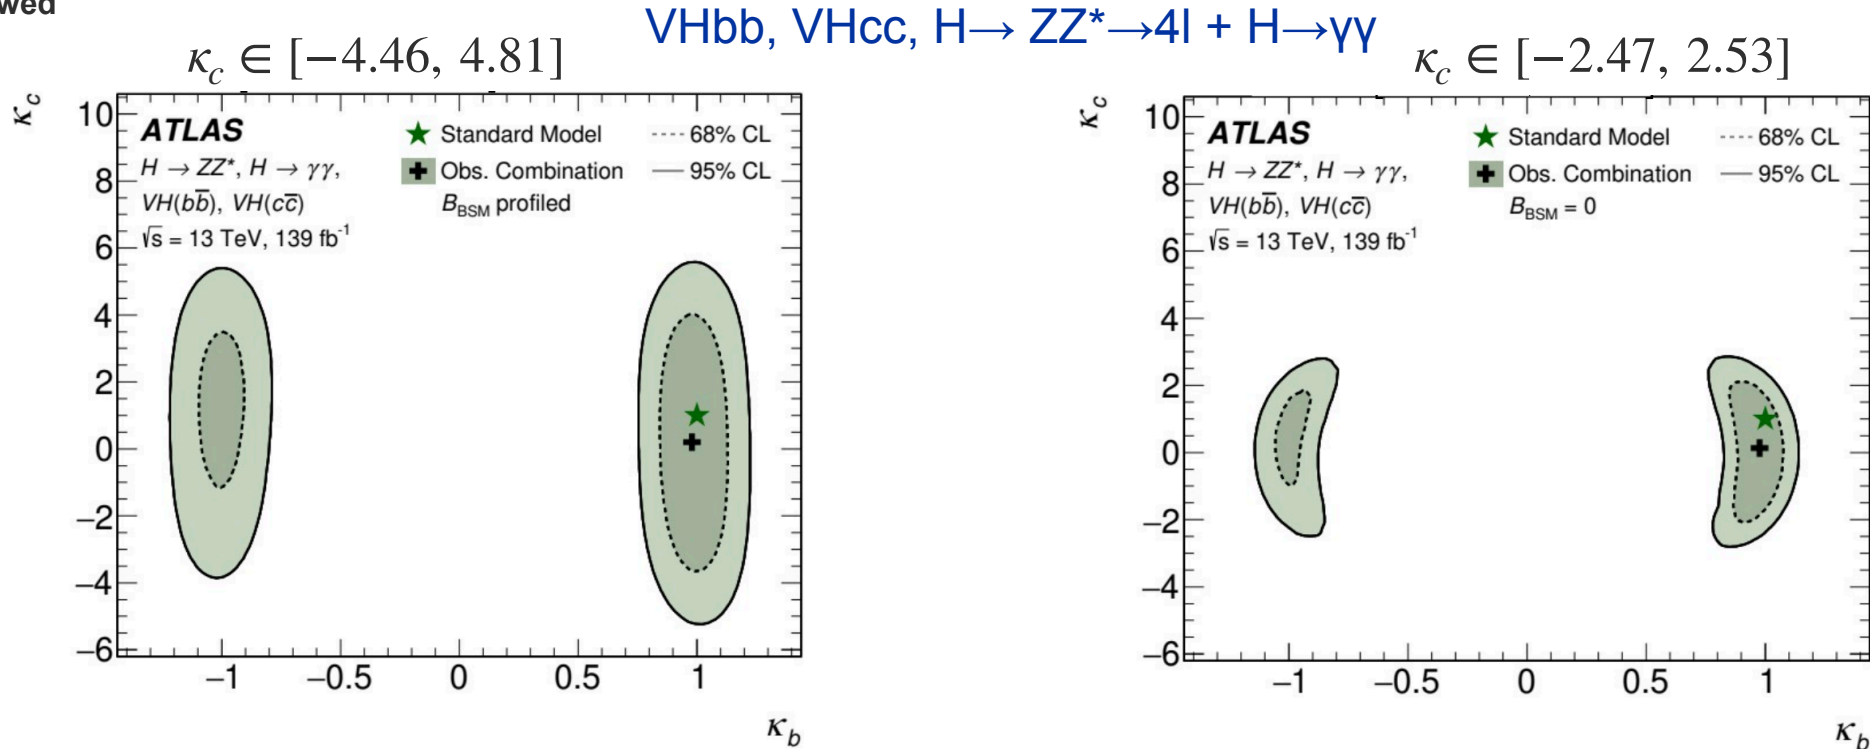 wed
VHbb, VHcc, H→ ZZ*→4l + H→γγ
κc ∈ [−4.46, 4.81]
κc
10
8
6
4
2
0
−2
−4
−6
ATLAS
H → ZZ*, H → γγ,
VH(bb̅), VH(cc̅)
√s = 13 TeV, 139 fb-1
Standard Model
Obs. Combination
BBSM profiled
68% CL
95% CL
−1 −0.5 0 0.5 1
κb
κc ∈ [−2.47, 2.53]
κc
10
8
6
4
2
0
−2
−4
−6
ATLAS
H → ZZ*, H → γγ,
VH(bb̅), VH(cc̅)
√s = 13 TeV, 139 fb-1
Standard Model
Obs. Combination
BBSM = 0
68% CL
95% CL
−1 −0.5 0 0.5 1
κb